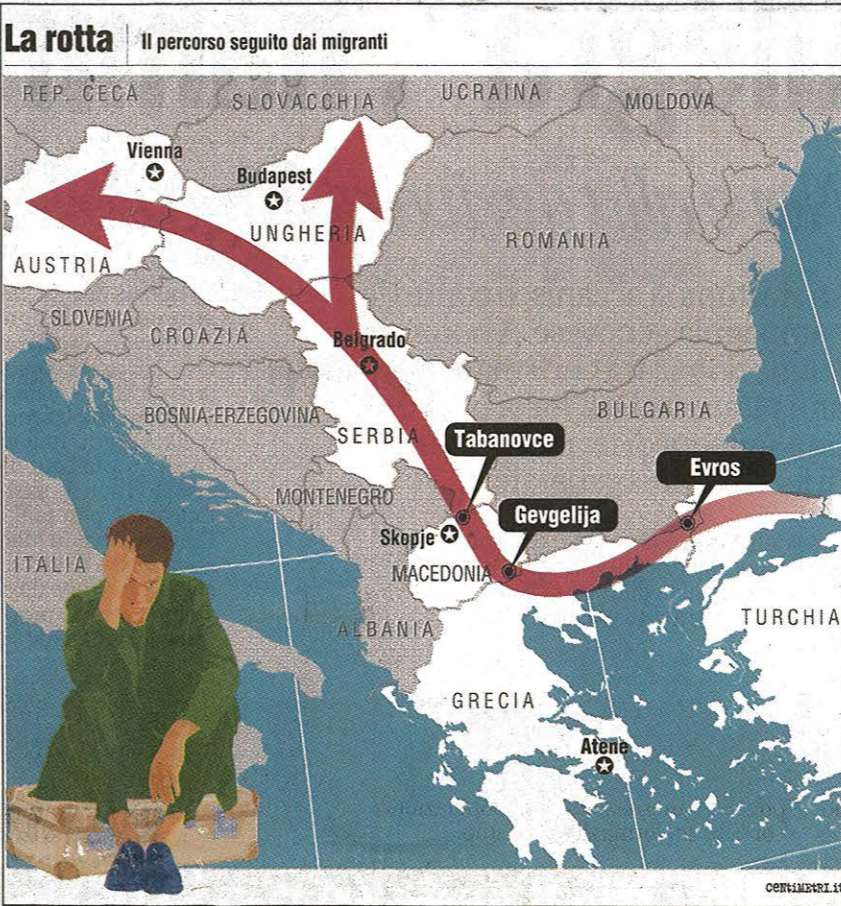 La rotta
Il percorso seguito dai migranti
REP. CECA
SLOVACCHIA
UCRAINA
MOLDOVA
Vienna
Budapest
UNGHERIA
ROMANIA
AUSTRIA
SLOVENIA
CROAZIA
Belgrado
BOSNIA-ERZEGOVINA
BULGARIA
SERBIA
Tabanovce
Evros
MONTENEGRO
Gevgelija
Skopje
ITALIA
MACEDONIA
ALBANIA
TURCHIA
GRECIA
Atene
CENTIMETRI.it